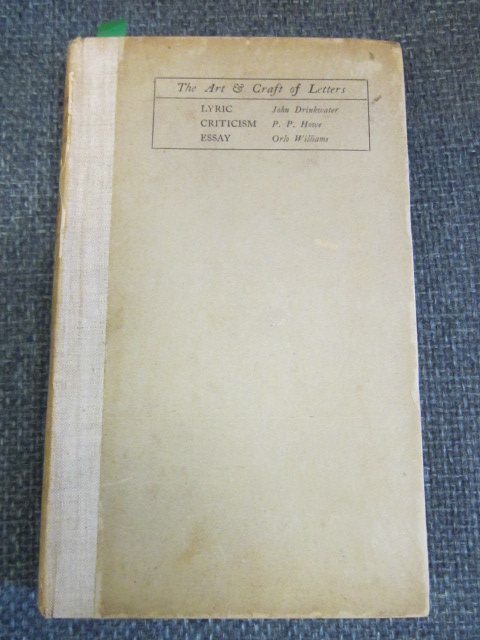 The Art & Craft of Letters
LYRIC John Drinkwater
CRITICISM P. P. Howe
ESSAY Orlo Williams